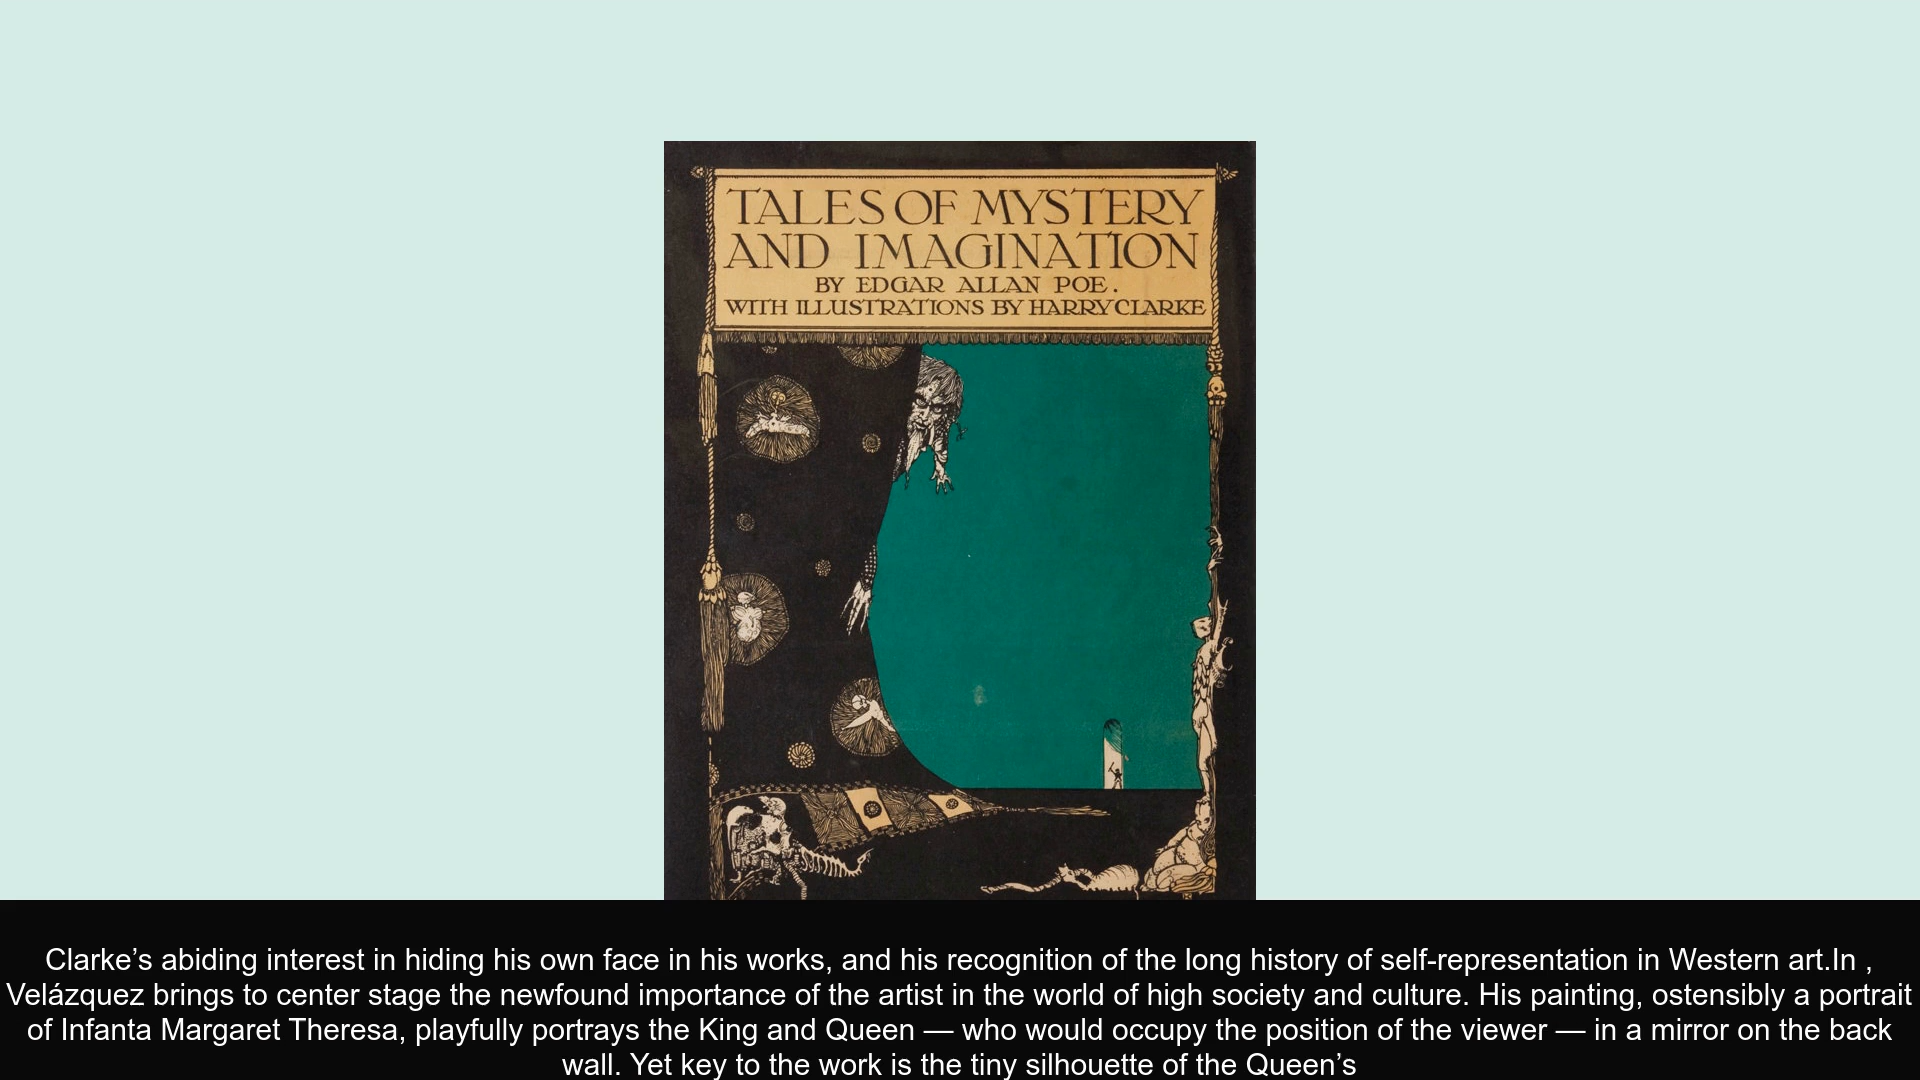 TALES OF MYSTERY
AND IMAGINATION
BY EDGAR ALLAN POE.
WITH ILLUSTRATIONS BY HARRY CLARKE
Clarke’s abiding interest in hiding his own face in his works, and his recognition of the long history of self-representation in Western art.In ,
Velázquez brings to center stage the newfound importance of the artist in the world of high society and culture. His painting, ostensibly a portrait
of Infanta Margaret Theresa, playfully portrays the King and Queen — who would occupy the position of the viewer — in a mirror on the back
wall. Yet key to the work is the tiny silhouette of the Queen’s